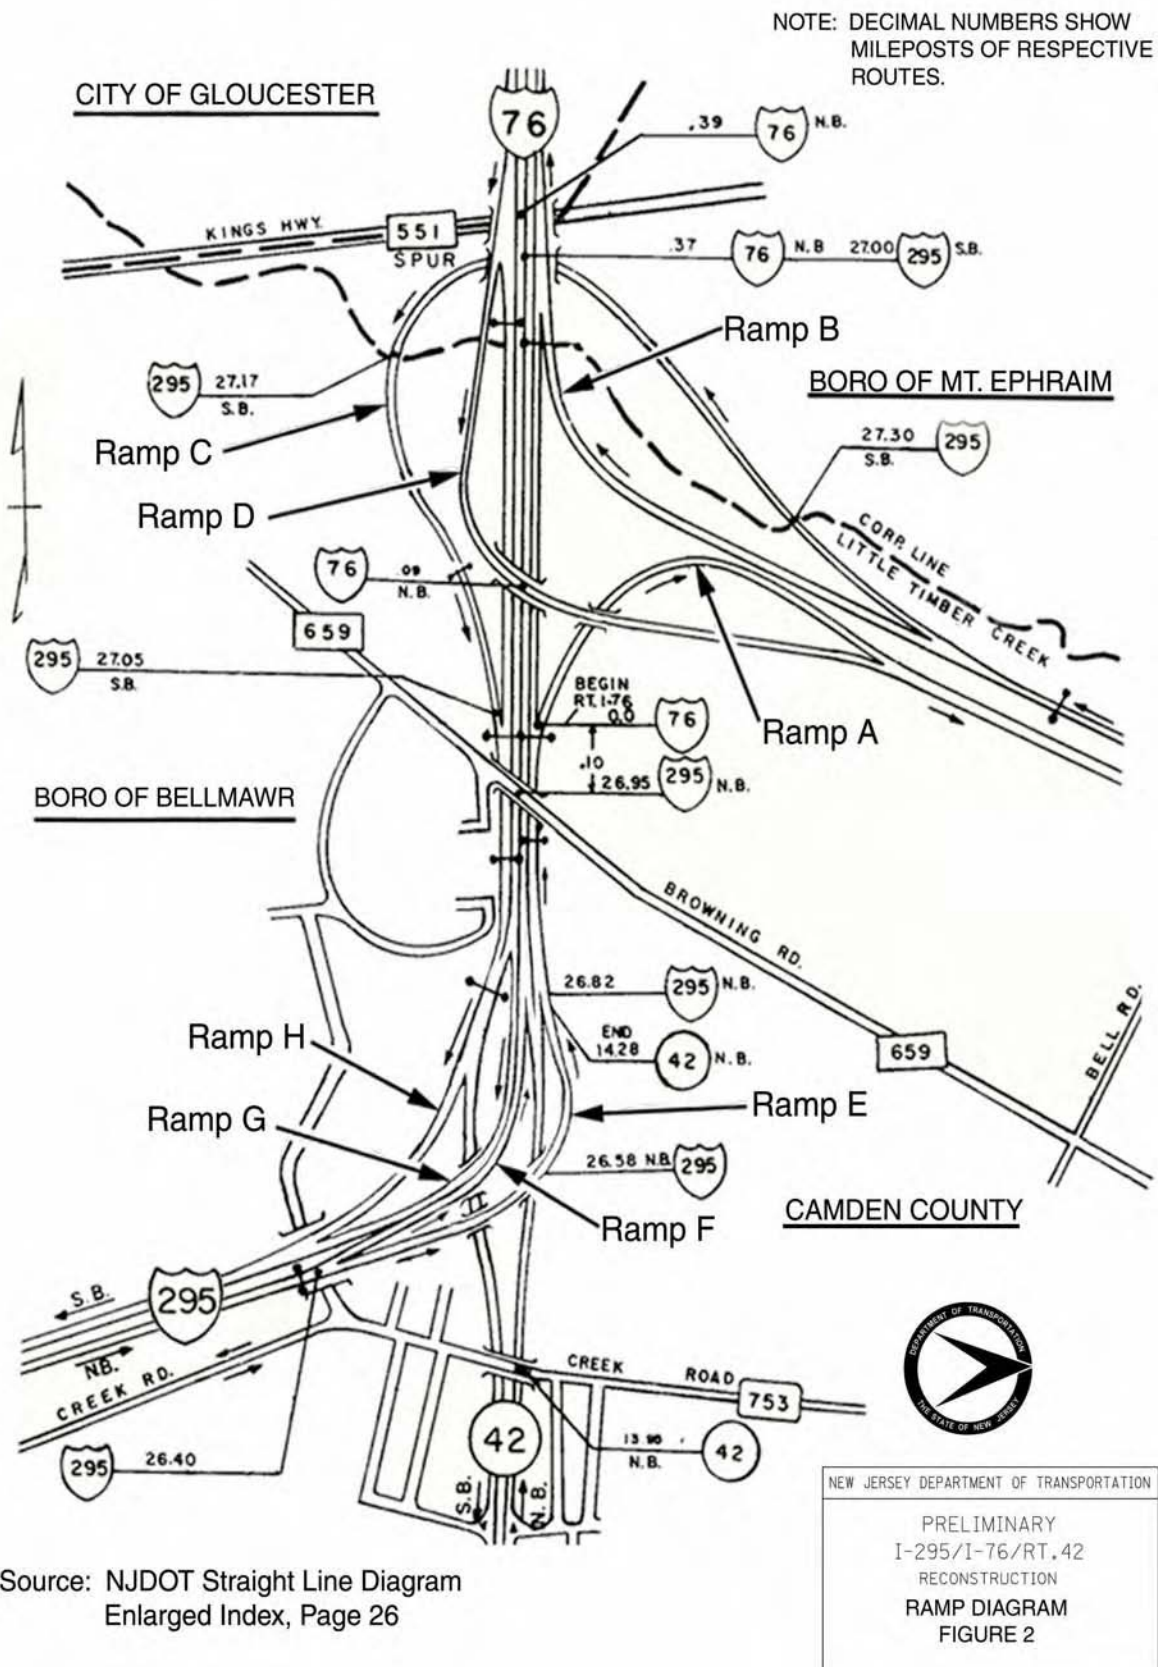 NOTE: DECIMAL NUMBERS SHOW
MILEPOSTS OF RESPECTIVE
ROUTES.
CITY OF GLOUCESTER
76
.39 76 N.B.
KINGS HWY.
551
SPUR
.37 76 N.B 27.00 295 S.B.
Ramp B
295 27.17
S.B.
BORO OF MT. EPHRAIM
27.30 295
S.B.
Ramp C
Ramp D
CORP. LINE
LITTLE TIMBER CREEK
76 .09
N.B.
659
295 27.05
S.B.
BEGIN
RT. I-76
0.0 76
Ramp A
.10
26.95 295 N.B.
BORO OF BELLMAWR
BROWNING RD.
26.82 295 N.B.
BELL RD.
Ramp H
END
14.28 42 N.B.
659
Ramp G
Ramp E
26.58 N.B. 295
CAMDEN COUNTY
Ramp F
S.B.
295
NB.
CREEK RD.
CREEK ROAD 753
DEPARTMENT OF TRANSPORTATION
THE STATE OF NEW JERSEY
42
13.90 42
N.B.
295 26.40
S.B.
N.B.
NEW JERSEY DEPARTMENT OF TRANSPORTATION
PRELIMINARY
I-295/I-76/RT.42
RECONSTRUCTION
RAMP DIAGRAM
FIGURE 2
Source: NJDOT Straight Line Diagram
Enlarged Index, Page 26